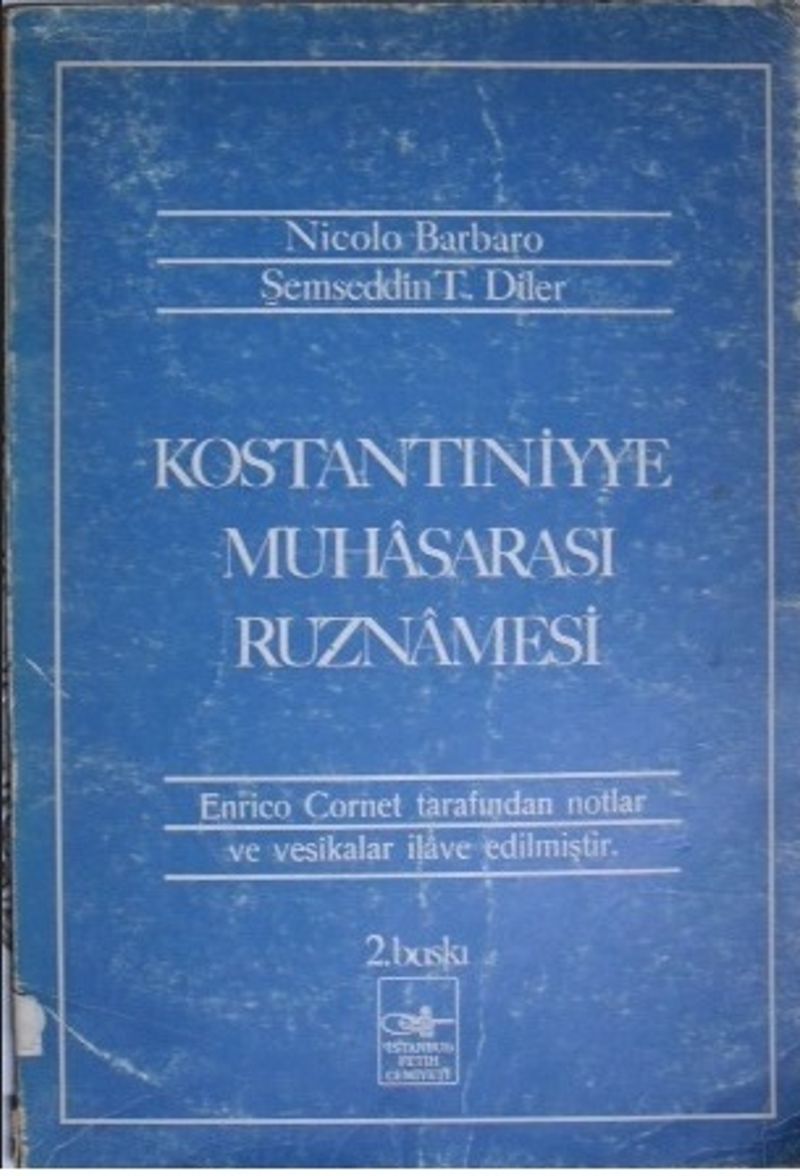 Nicolo Barbaro
Şemseddin T. Diler
KOSTANTINİYYE
MUHÂSARASI
RUZNÂMESİ
Enrico Cornet tarafından notlar
ve vesikalar ilâve edilmiştir.
2.baskı
İSTANBUL
FETİH
CEMİYETİ